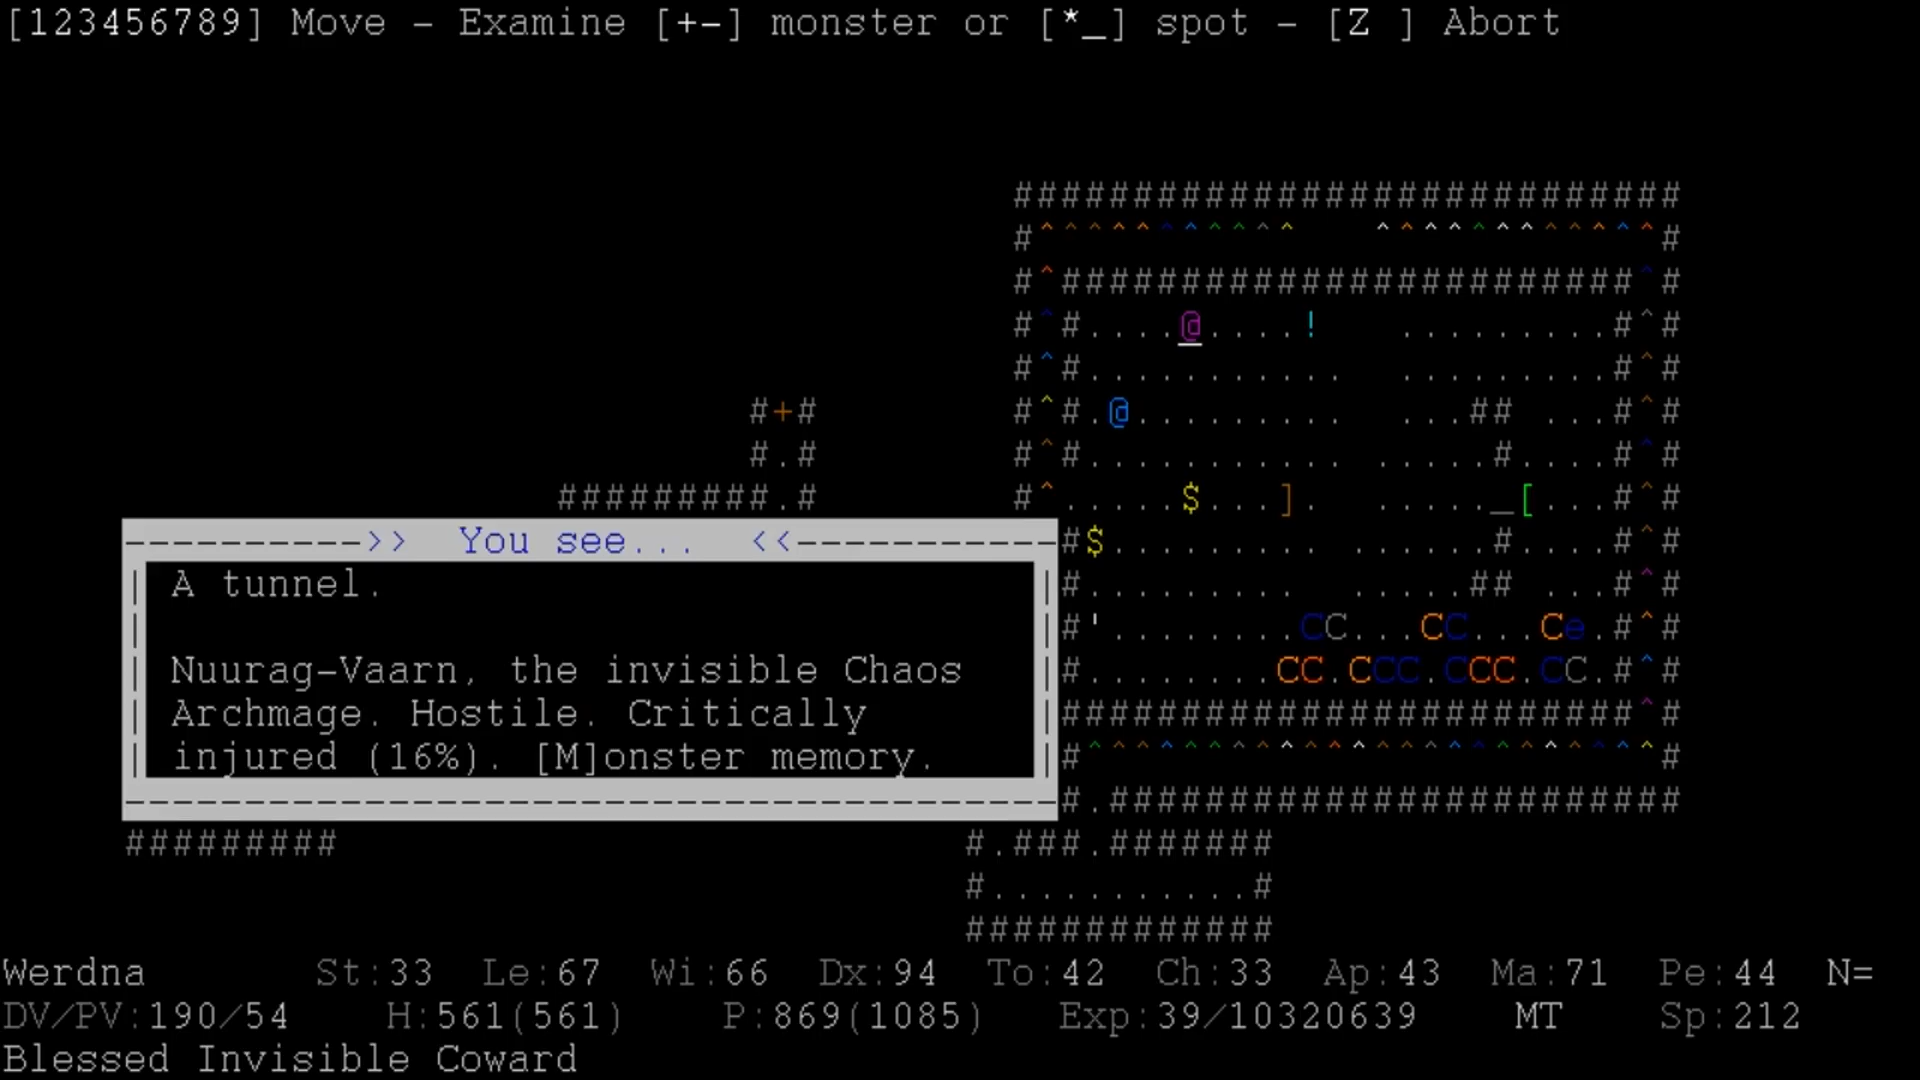 [123456789] Move - Examine [+-] monster or [*_] spot - [Z ] Abort
>> You see... <<
A tunnel.
Nuurag-Vaarn, the invisible Chaos
Archmage. Hostile. Critically
injured (16%). [M]onster memory.
Werdna St:33 Le:67 Wi:66 Dx:94 To:42 Ch:33 Ap:43 Ma:71 Pe:44 N=
DV/PV:190/54 H:561(561) P:869(1085) Exp:39/10320639 MT Sp:212
Blessed Invisible Coward